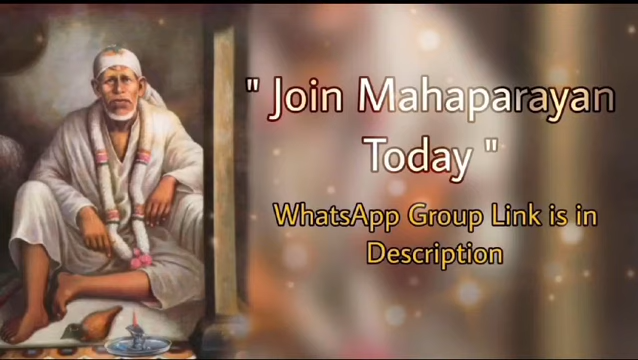 " Join Mahaparayan
Today "
WhatsApp Group Link is in
Description